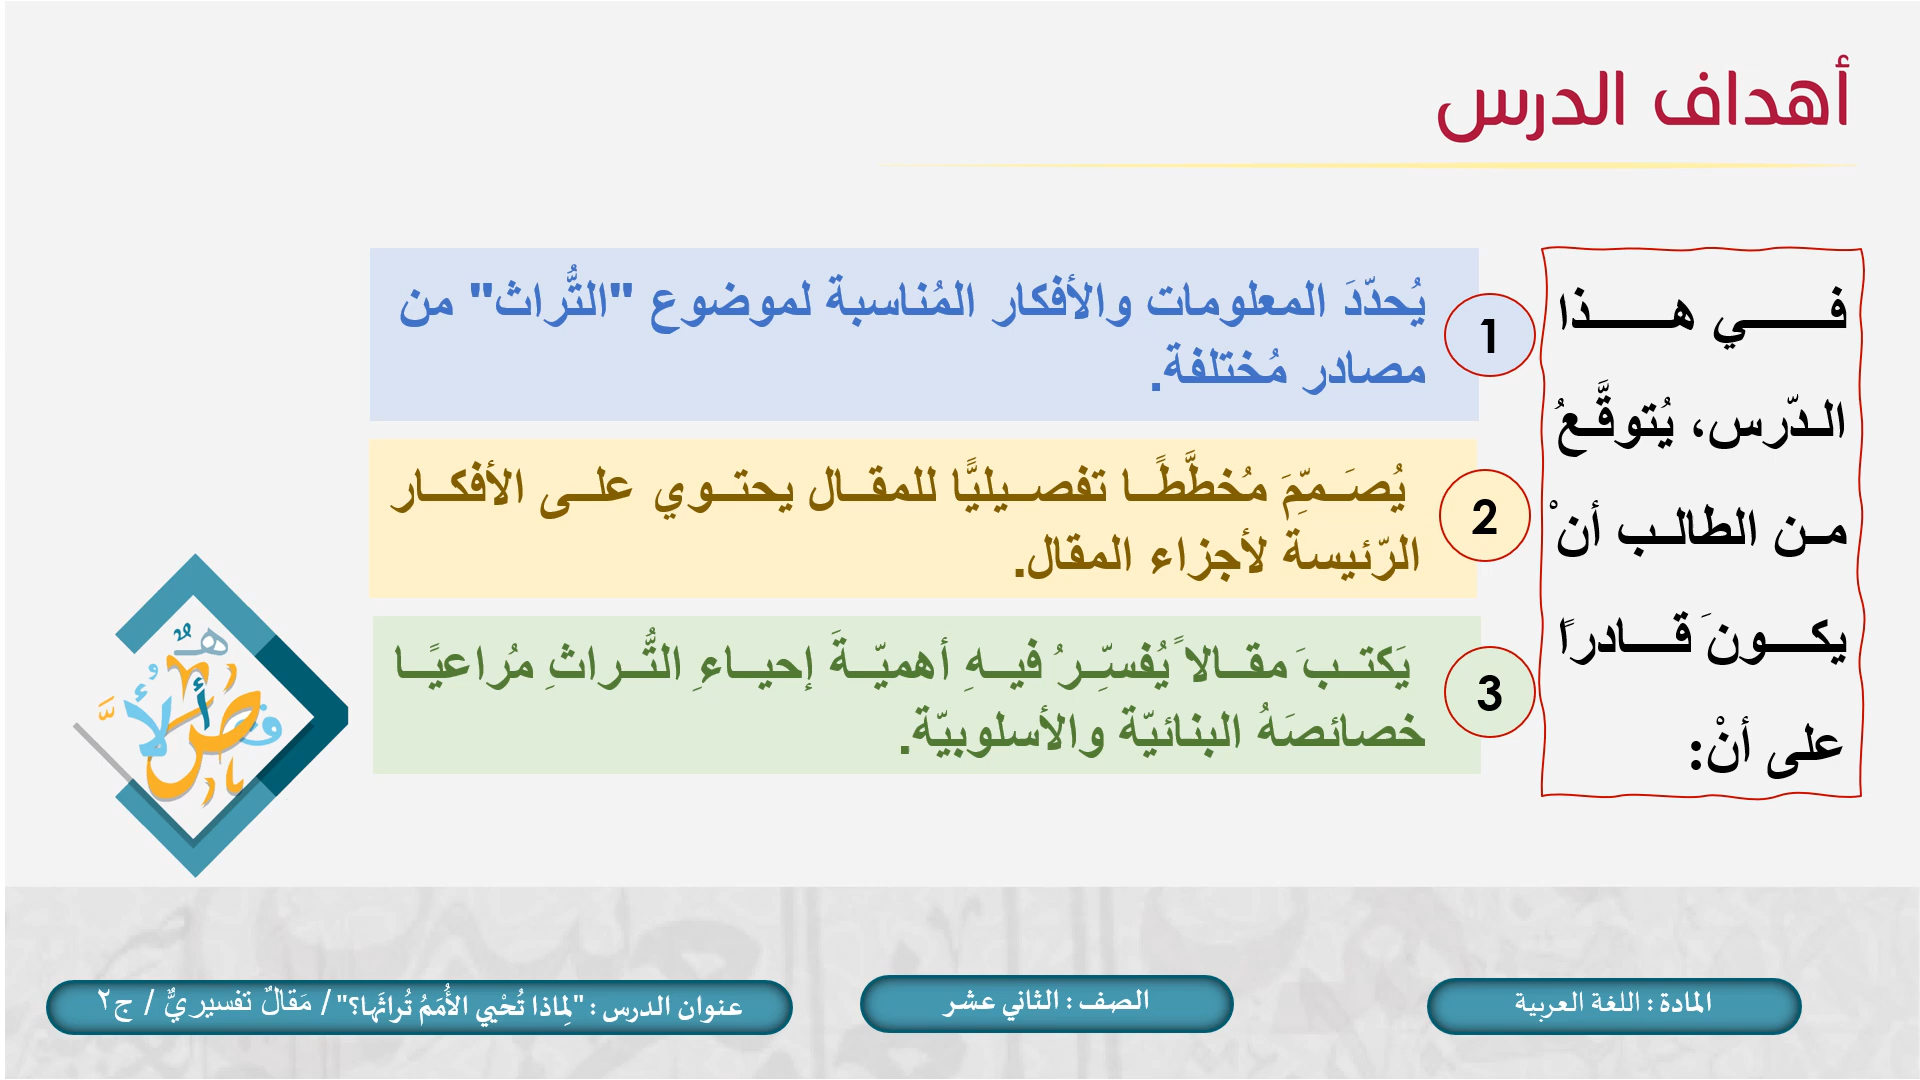 أهداف الدرس
في هذا
الدّرس، يُتوقَّعُ
من الطالب أنْ
يكونَ قادرًا
على أنْ:
1
يُحدّدَ المعلومات والأفكار المُناسبة لموضوع "التُّراث" من
مصادر مُختلفة.
2
يُصَمِّمَ مُخطَّطًا تفصيليًّا للمقال يحتوي على الأفكار
الرّئيسة لأجزاء المقال.
3
يَكتبَ مقالاً يُفسِّرُ فيهِ أهميّةَ إحياءِ التُّراثِ مُراعيًا
خصائصَهُ البنائيّة والأسلوبيّة.
المادة : اللغة العربية
الصف : الثاني عشر
عنوان الدرس : "لِماذا تُحْيي الأُمَمُ تُراثَها؟" / مَقالٌ تفسيريٌّ / ج٢